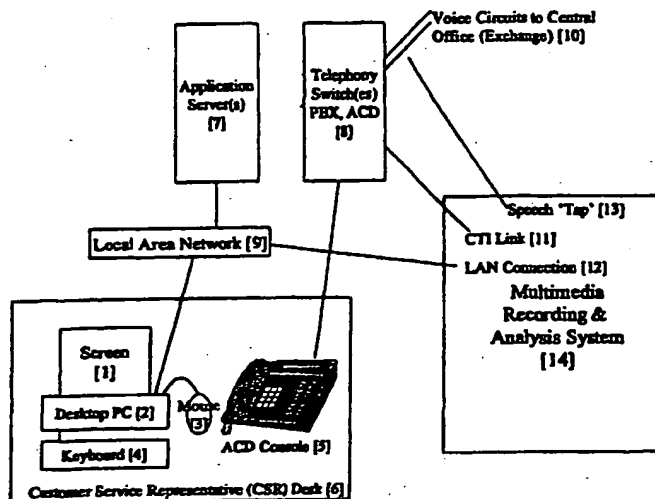 Voice Circuits to Central
Office (Exchange) [10]
Application
Server(s)
[7]
Telephony
Switch(es)
PBX, ACD
[8]
Speech "Tap" [13]
CTI Link [11]
Local Area Network [9]
LAN Connection [12]
Multimedia
Recording &
Analysis System
[14]
Screen
[1]
Desktop PC [2]
Mouse
[3]
Keyboard [4]
ACD Console [5]
Customer Service Representative (CSR) Desk [6]